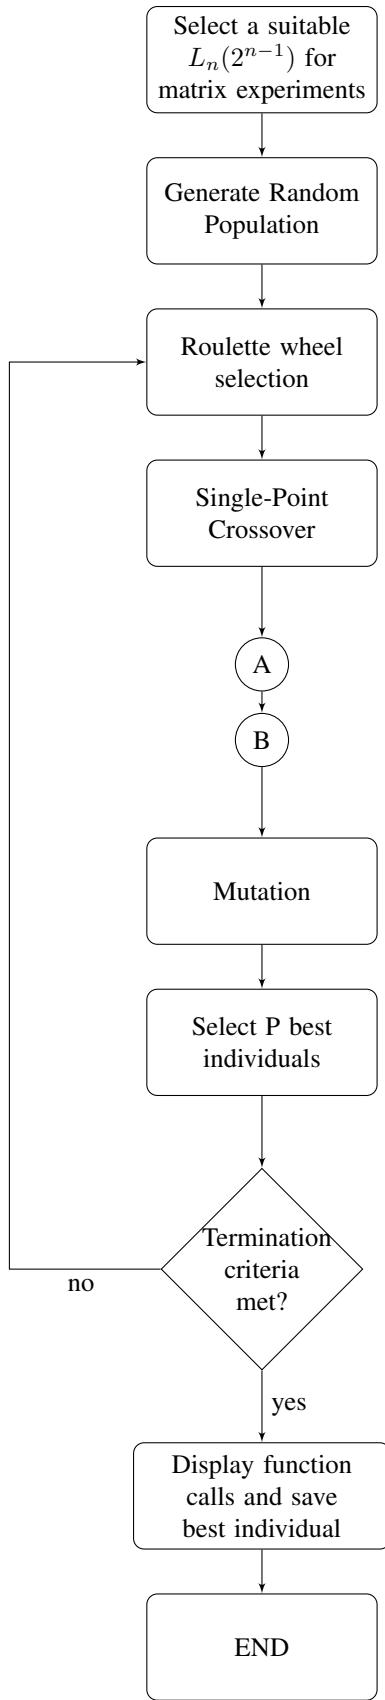 Select a suitable
$L_n(2^{n-1})$ for
matrix experiments
Generate Random
Population
Roulette wheel
selection
Single-Point
Crossover
A
B
Mutation
Select P best
individuals
Termination
criteria
met?
no
yes
Display function
calls and save
best individual
END